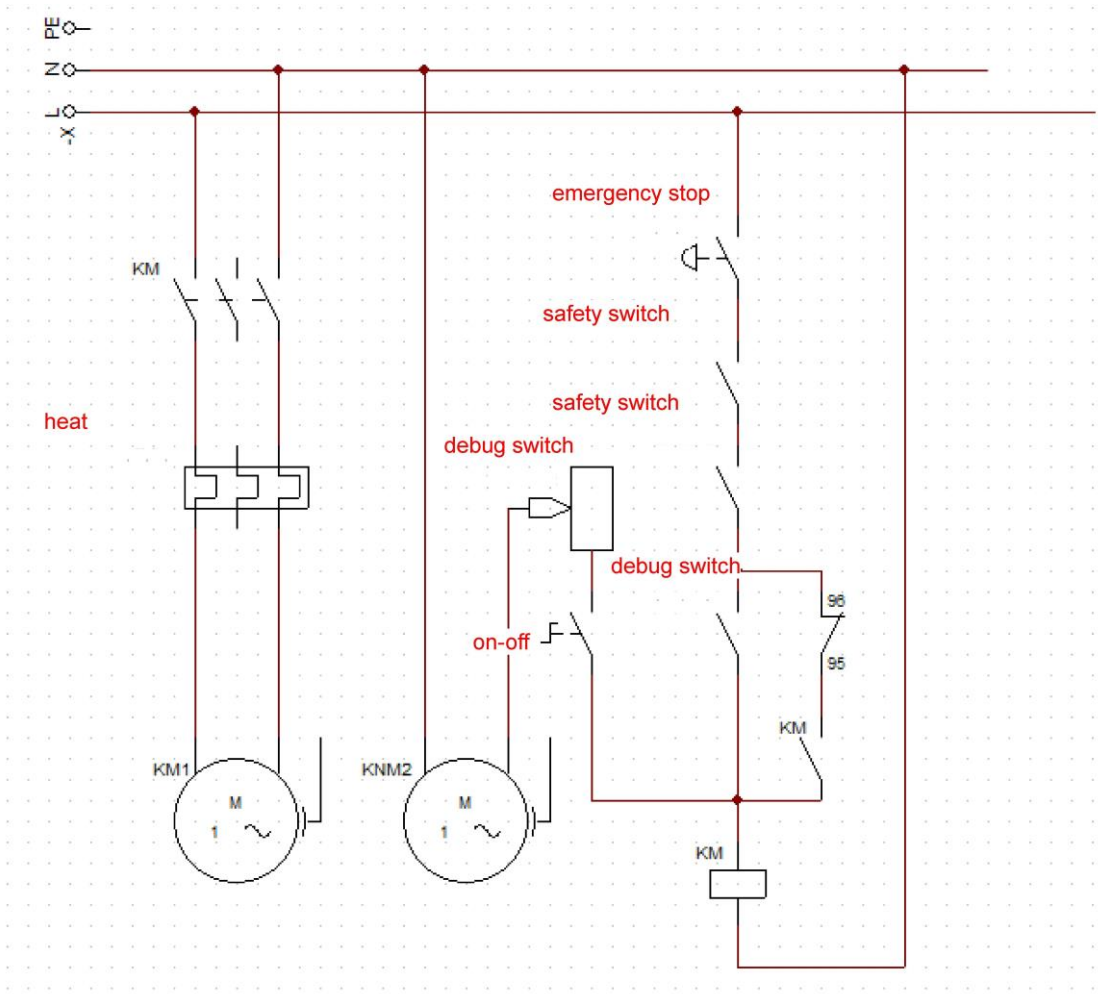 PE
N
L
-X
emergency stop
KM
safety switch
safety switch
heat
debug switch
debug switch
96
on-off
95
KM
KM1
KNM2
M
1
M
1
KM